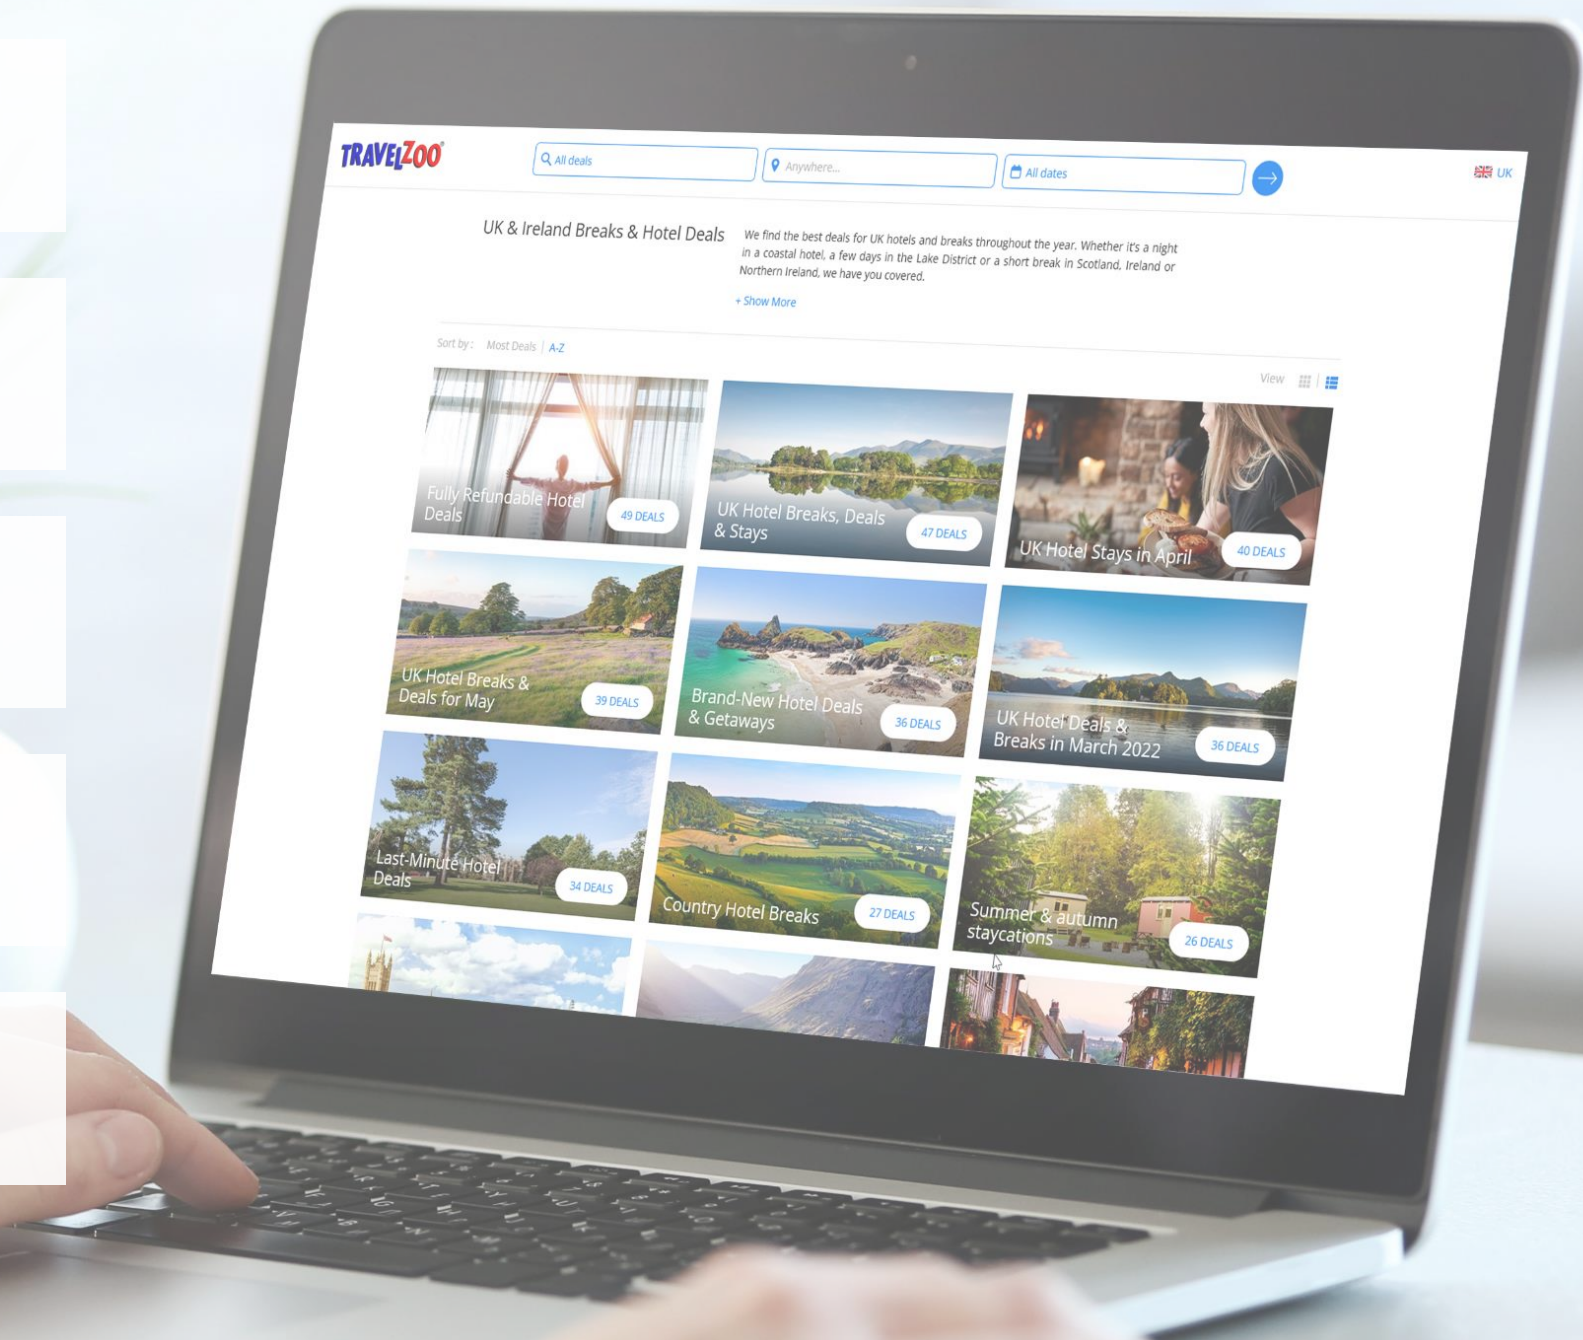 TRAVELZOO®
All deals
Anywhere...
All dates
UK
UK & Ireland Breaks & Hotel Deals
We find the best deals for UK hotels and breaks throughout the year. Whether it's a night
in a coastal hotel, a few days in the Lake District or a short break in Scotland, Ireland or
Northern Ireland, we have you covered.
+ Show More
Sort by : Most Deals | A-Z
View
Fully Refundable Hotel
Deals
49 DEALS
UK Hotel Breaks, Deals
& Stays
47 DEALS
UK Hotel Stays in April
40 DEALS
UK Hotel Breaks &
Deals for May
39 DEALS
Brand-New Hotel Deals
& Getaways
36 DEALS
UK Hotel Deals &
Breaks in March 2022
36 DEALS
Last-Minute Hotel
Deals
34 DEALS
Country Hotel Breaks
27 DEALS
Summer & autumn
staycations
26 DEALS